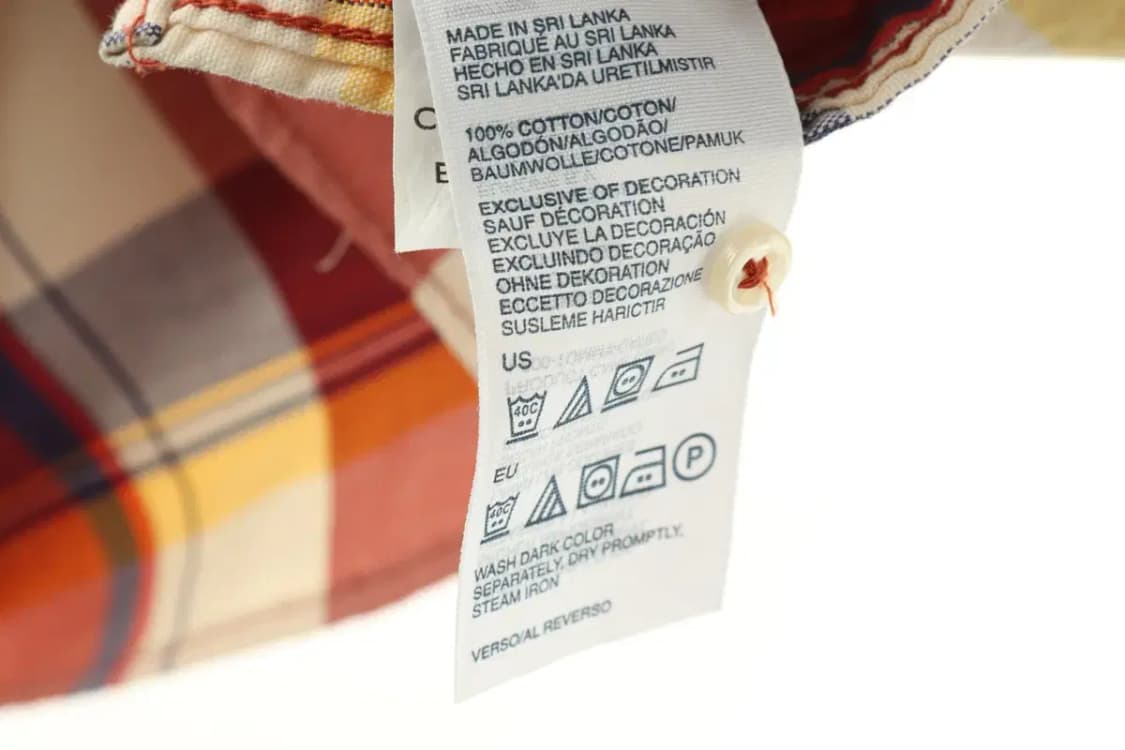 MADE IN SRI LANKA
FABRIQUÉ AU SRI LANKA
HECHO EN SRI LANKA
SRI LANKA'DA URETILMISTIR
100% COTTON/COTON/
ALGODÓN/ALGODÃO/
BAUMWOLLE/COTONE/PAMUK
EXCLUSIVE OF DECORATION
SAUF DÉCORATION
EXCLUYE LA DECORACIÓN
EXCLUINDO DECORAÇÃO
OHNE DEKORATION
ECCETTO DECORAZIONE
SUSLEME HARICTIR
US
40C
EU
40C
P
WASH DARK COLOR
SEPARATELY, DRY PROMPTLY,
STEAM IRON
VERSO/AL REVERSO